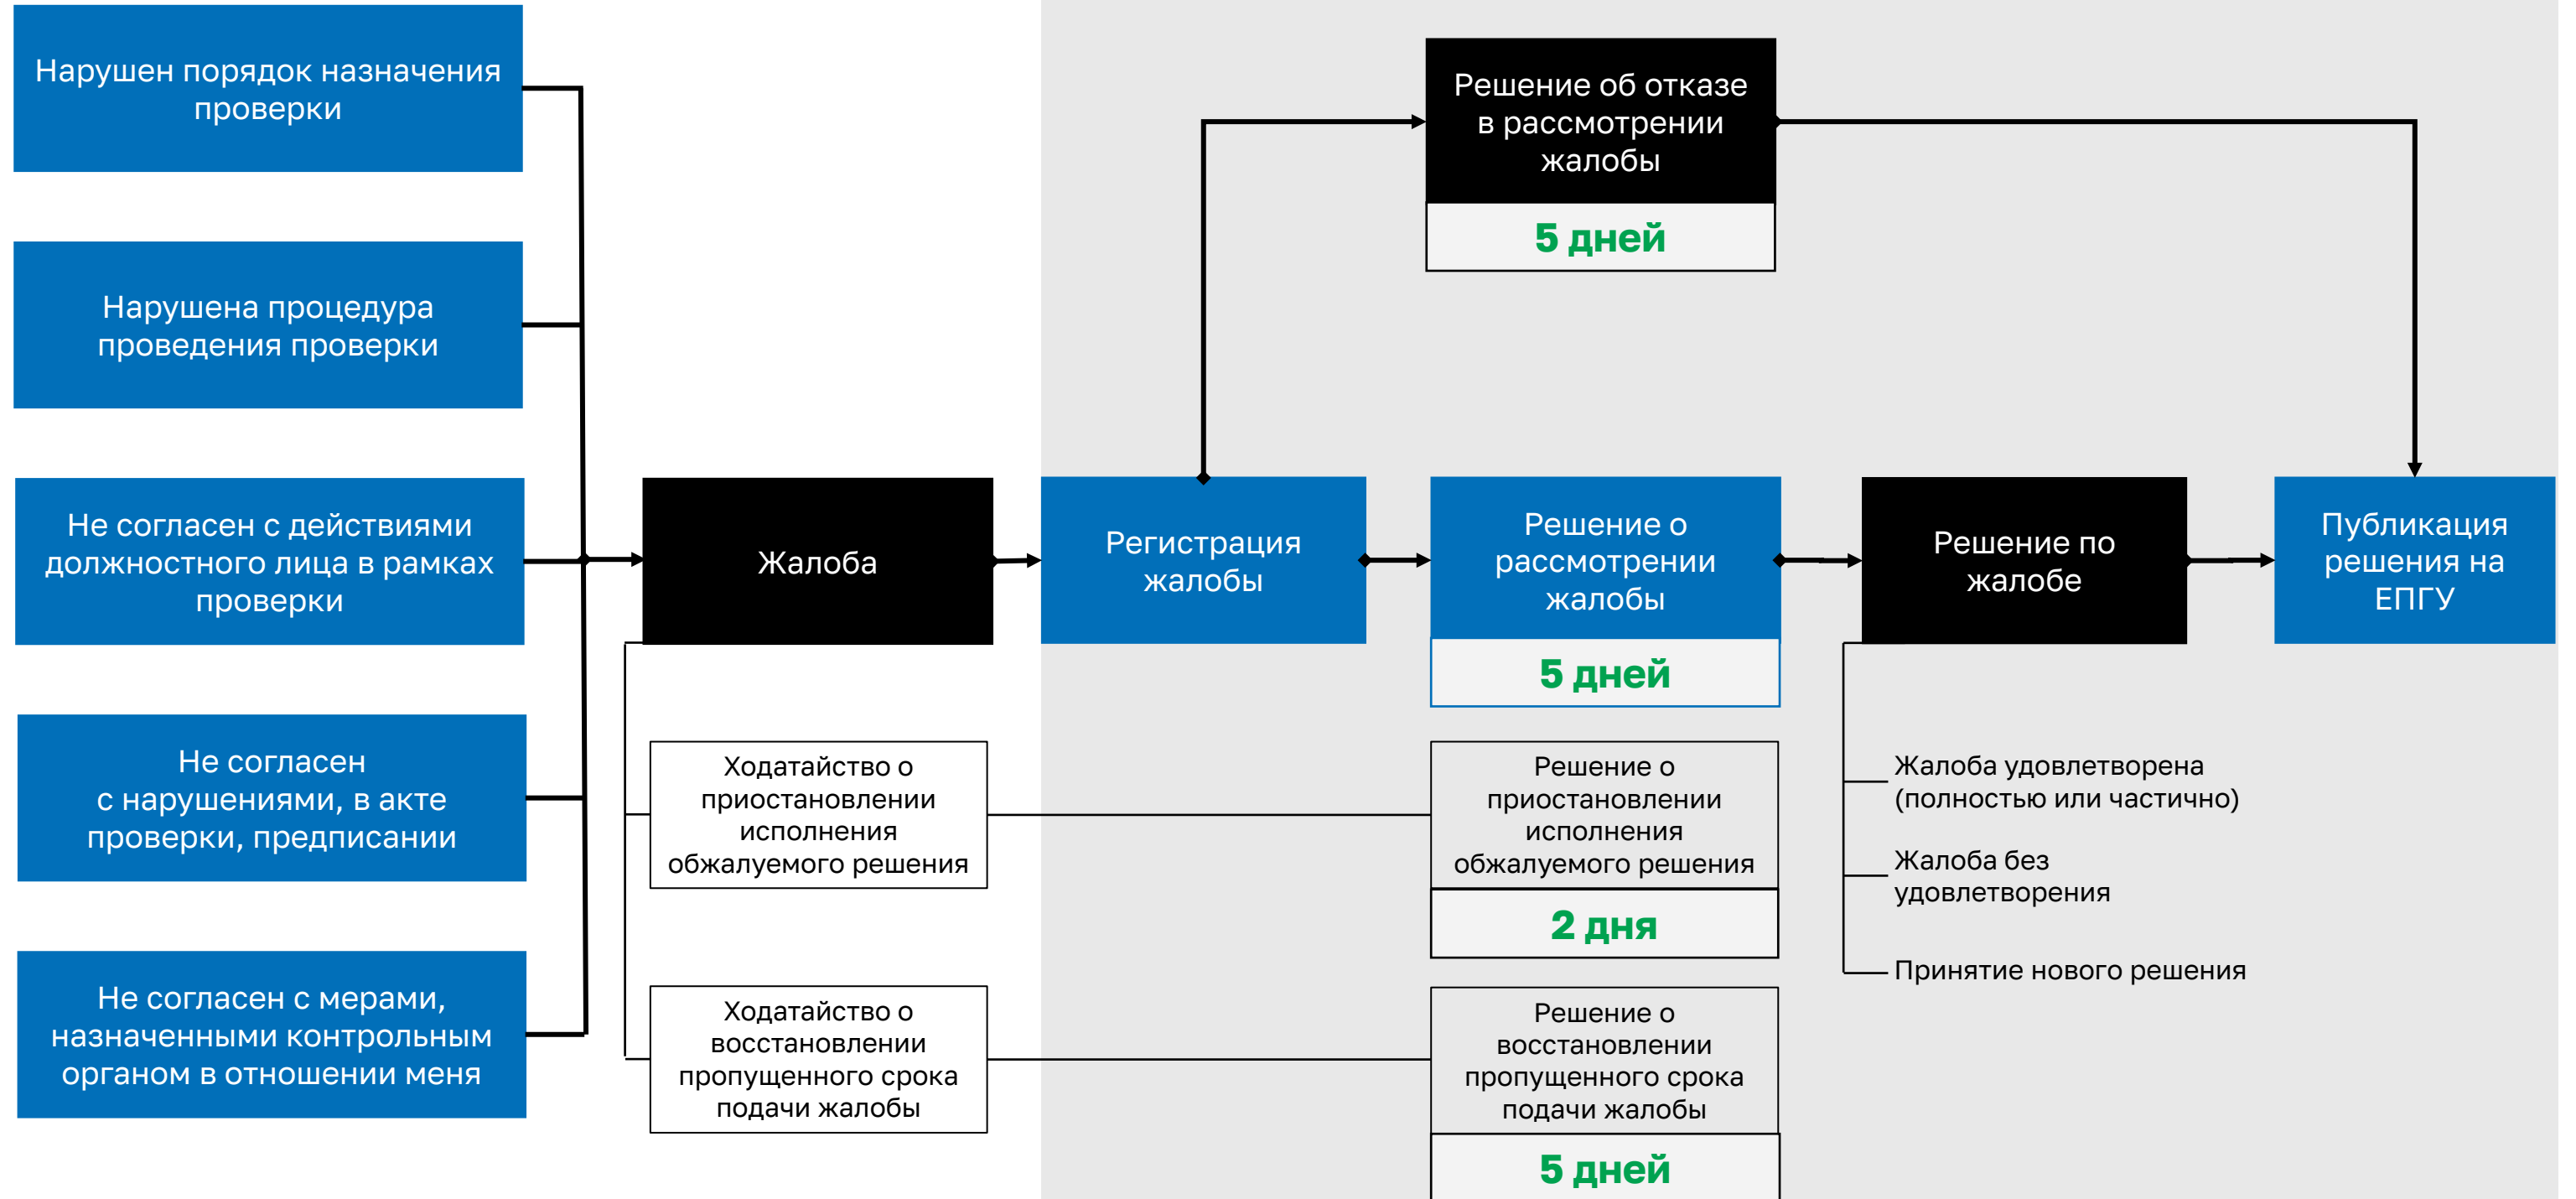 Нарушен порядок назначения
проверки
Нарушена процедура
проведения проверки
Не согласен с действиями
должностного лица в рамках
проверки
Не согласен
с нарушениями, в акте
проверки, предписании
Не согласен с мерами,
назначенными контрольным
органом в отношении меня
Жалоба
Ходатайство о
приостановлении
исполнения
обжалуемого решения
Ходатайство о
восстановлении
пропущенного срока
подачи жалобы
Регистрация
жалобы
Решение об отказе
в рассмотрении
жалобы
5 дней
Решение о
рассмотрении
жалобы
5 дней
Решение о
приостановлении
исполнения
обжалуемого решения
2 дня
Решение о
восстановлении
пропущенного срока
подачи жалобы
5 дней
Решение по
жалобе
Жалоба удовлетворена
(полностью или частично)
Жалоба без
удовлетворения
Принятие нового решения
Публикация
решения на
ЕПГУ